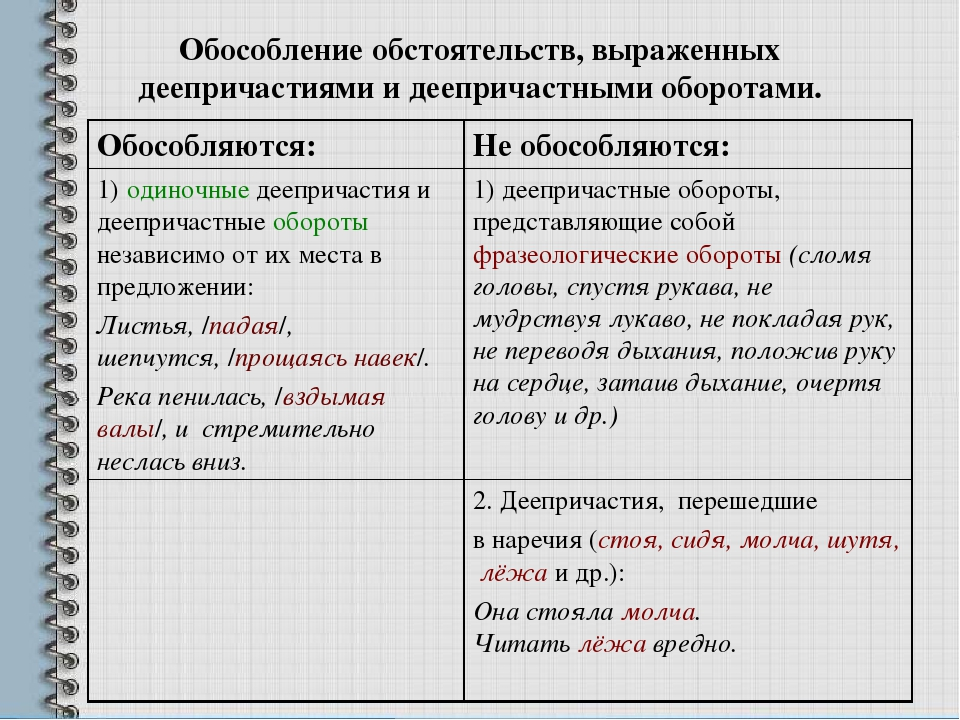 Обособление обстоятельств, выраженных
деепричастиями и деепричастными оборотами.
Обособляются:
Не обособляются:
1) одиночные деепричастия и
деепричастные обороты
независимо от их места в
предложении:
Листья, /падая/,
шепчутся, /прощаясь навек/.
Река пенилась, /вздымая
валы/, и стремительно
неслась вниз.
1) деепричастные обороты,
представляющие собой
фразеологические обороты (сломя
головы, спустя рукава, не
мудрствуя лукаво, не покладая рук,
не переводя дыхания, положив руку
на сердце, затаив дыхание, очертя
голову и др.)
2. Деепричастия, перешедшие
в наречия (стоя, сидя, молча, шутя,
лёжа и др.):
Она стояла молча.
Читать лёжа вредно.